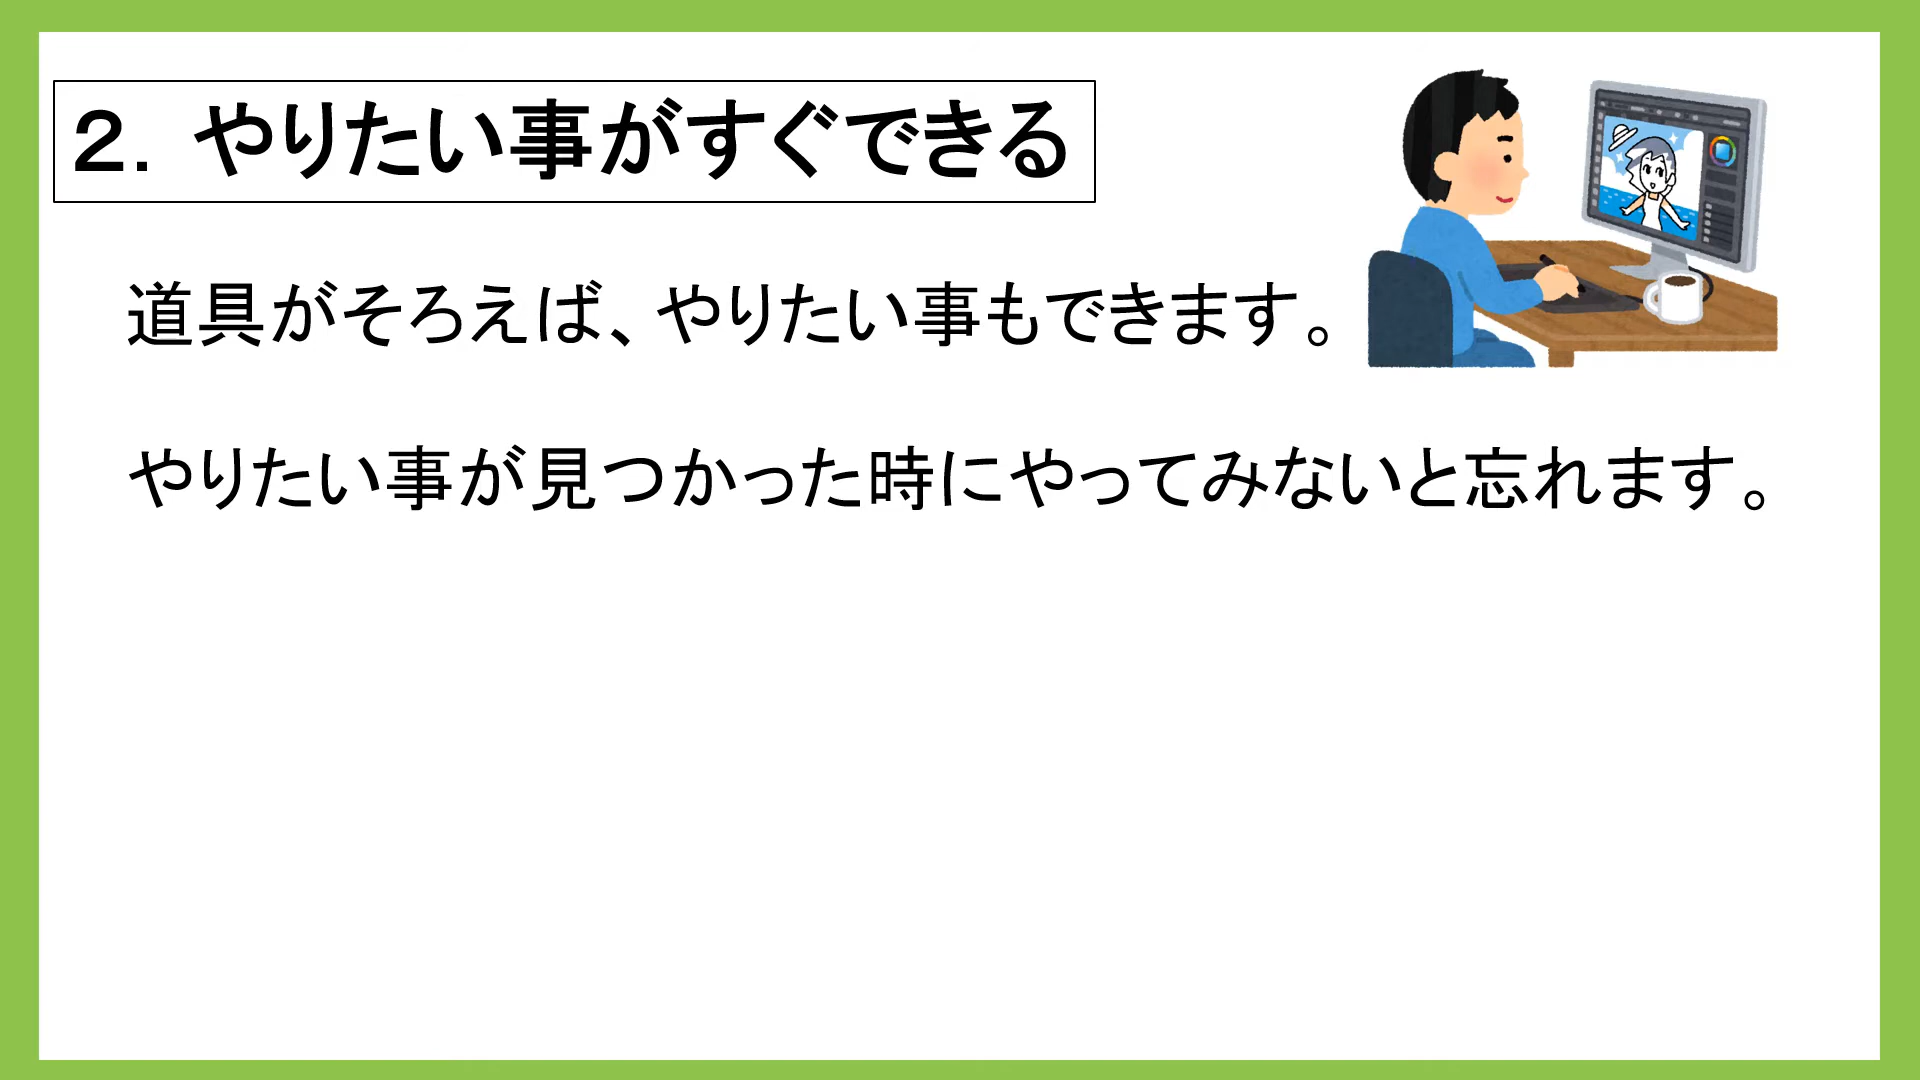 ２．やりたい事がすぐできる
道具がそろえば、やりたい事もできます。
やりたい事が見つかった時にやってみないと忘れます。